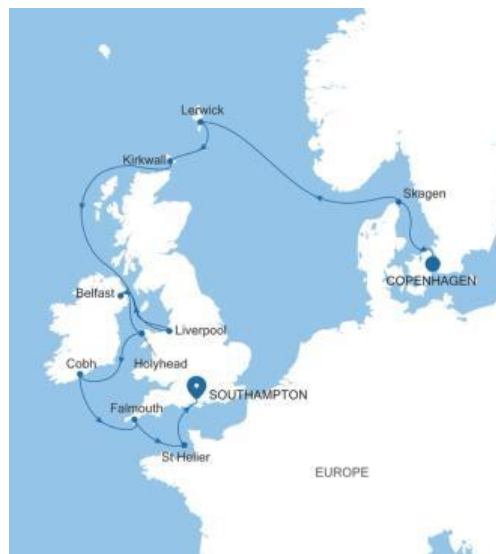 Lerwick
Kirkwall
Skagen
COPENHAGEN
Belfast
Liverpool
Holyhead
Cobh
SOUTHAMPTON
Falmouth
St Helier
EUROPE